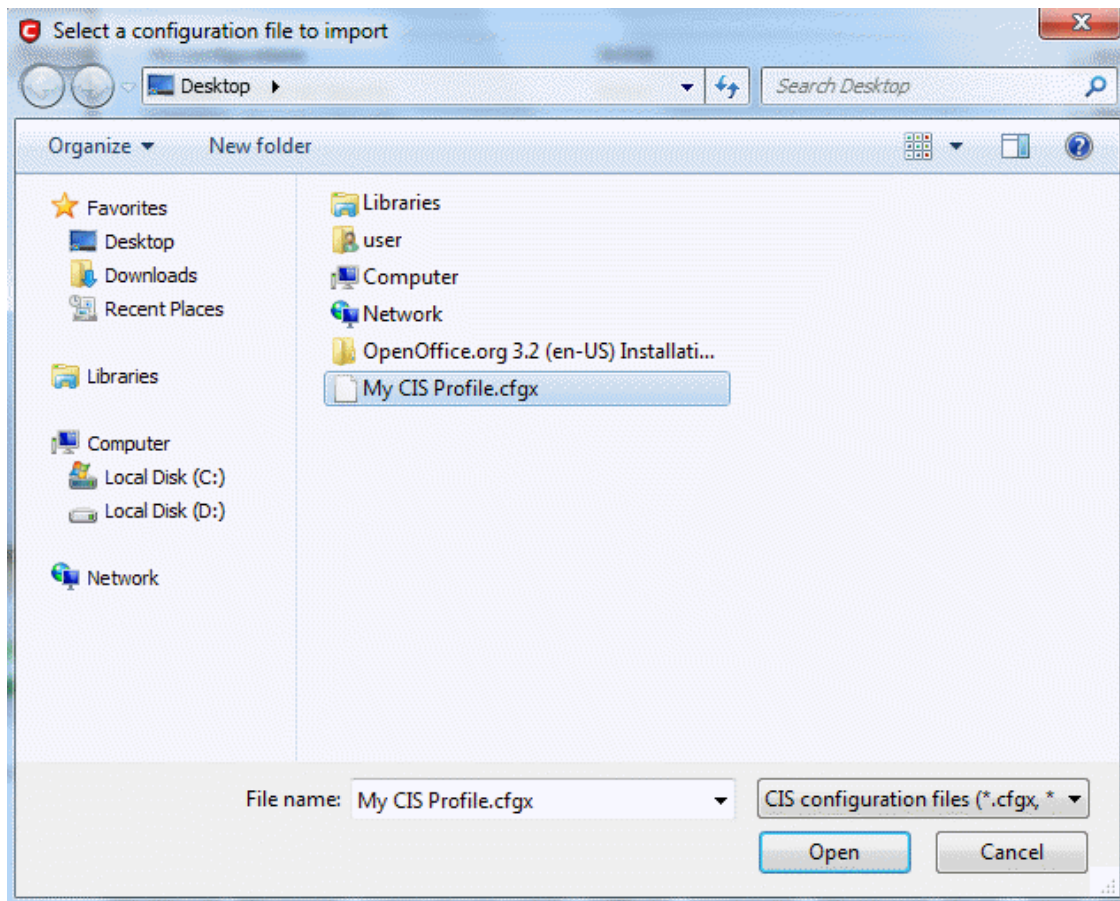 Select a configuration file to import
Desktop
Search Desktop
Organize New folder
Favorites
Desktop
Downloads
Recent Places
Libraries
Computer
Local Disk (C:)
Local Disk (D:)
Network
Libraries
user
Computer
Network
OpenOffice.org 3.2 (en-US) Installati...
My CIS Profile.cfgx
File name: My CIS Profile.cfgx
CIS configuration files (*.cfgx, *
Open Cancel